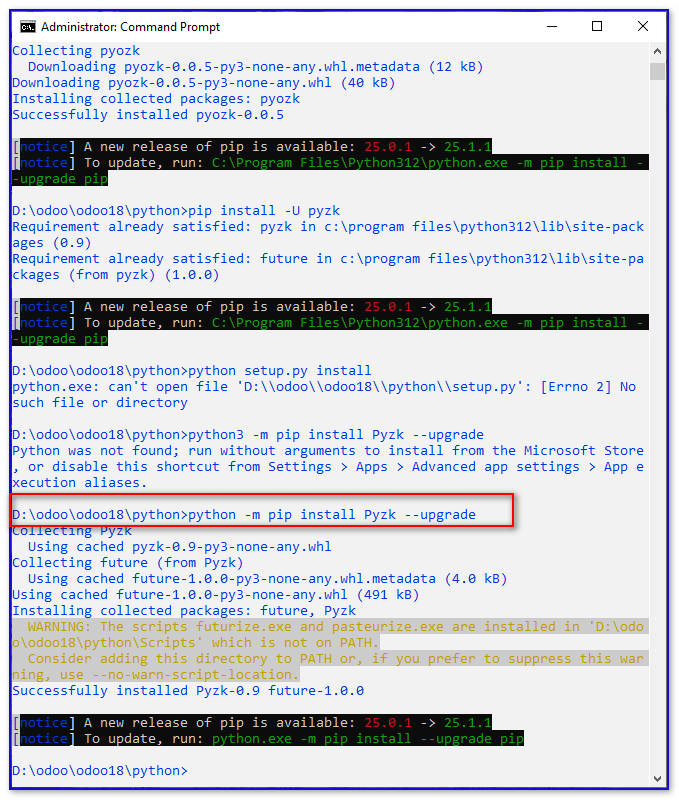 Administrator: Command Prompt
Collecting pyozk
  Downloading pyozk-0.0.5-py3-none-any.whl.metadata (12 kB)
Downloading pyozk-0.0.5-py3-none-any.whl (40 kB)
Installing collected packages: pyozk
Successfully installed pyozk-0.0.5
[notice] A new release of pip is available: 25.0.1 -> 25.1.1
[notice] To update, run: C:\Program Files\Python312\python.exe -m pip install -
-upgrade pip
D:\odoo\odoo18\python>pip install -U pyzk
Requirement already satisfied: pyzk in c:\program files\python312\lib\site-pack
ages (0.9)
Requirement already satisfied: future in c:\program files\python312\lib\site-pa
ckages (from pyzk) (1.0.0)
[notice] A new release of pip is available: 25.0.1 -> 25.1.1
[notice] To update, run: C:\Program Files\Python312\python.exe -m pip install -
-upgrade pip
D:\odoo\odoo18\python>python setup.py install
python.exe: can't open file 'D:\\odoo\\odoo18\\python\\setup.py': [Errno 2] No
such file or directory
D:\odoo\odoo18\python>python3 -m pip install Pyzk --upgrade
Python was not found; run without arguments to install from the Microsoft Store
, or disable this shortcut from Settings > Apps > Advanced app settings > App e
xecution aliases.
D:\odoo\odoo18\python>python -m pip install Pyzk --upgrade
Collecting Pyzk
  Using cached pyzk-0.9-py3-none-any.whl
Collecting future (from Pyzk)
  Using cached future-1.0.0-py3-none-any.whl.metadata (4.0 kB)
Using cached future-1.0.0-py3-none-any.whl (491 kB)
Installing collected packages: future, Pyzk
  WARNING: The scripts futurize.exe and pasteurize.exe are installed in 'D:\odo
o\odoo18\python\Scripts' which is not on PATH.
  Consider adding this directory to PATH or, if you prefer to suppress this war
ning, use --no-warn-script-location.
Successfully installed Pyzk-0.9 future-1.0.0
[notice] A new release of pip is available: 25.0.1 -> 25.1.1
[notice] To update, run: python.exe -m pip install --upgrade pip
D:\odoo\odoo18\python>